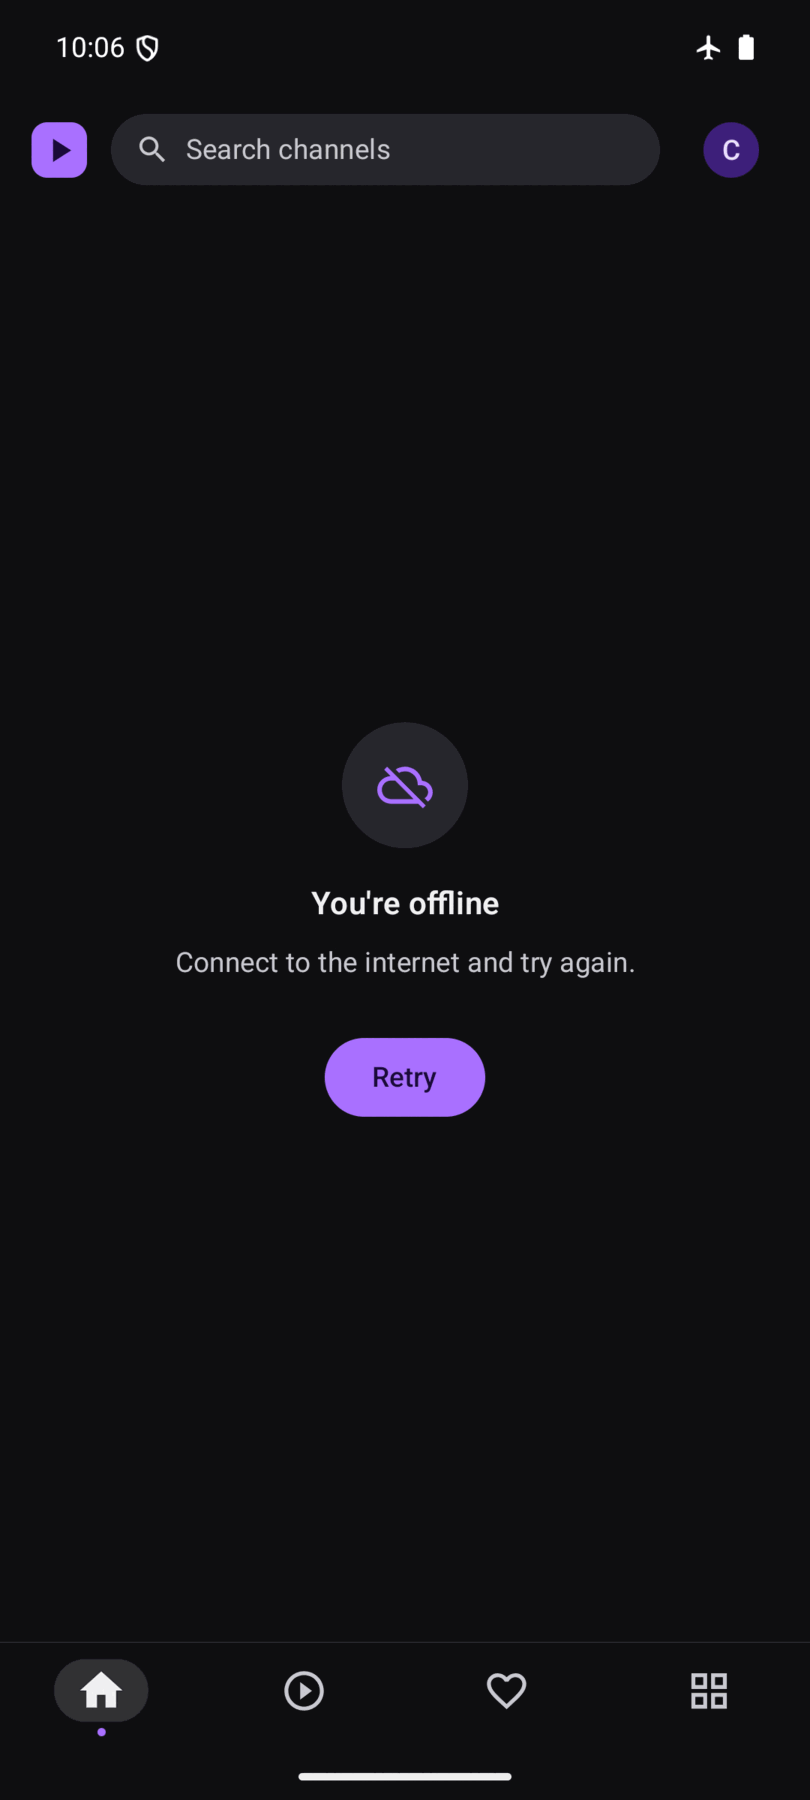 10:06
Search channels
C
You're offline
Connect to the internet and try again.
Retry